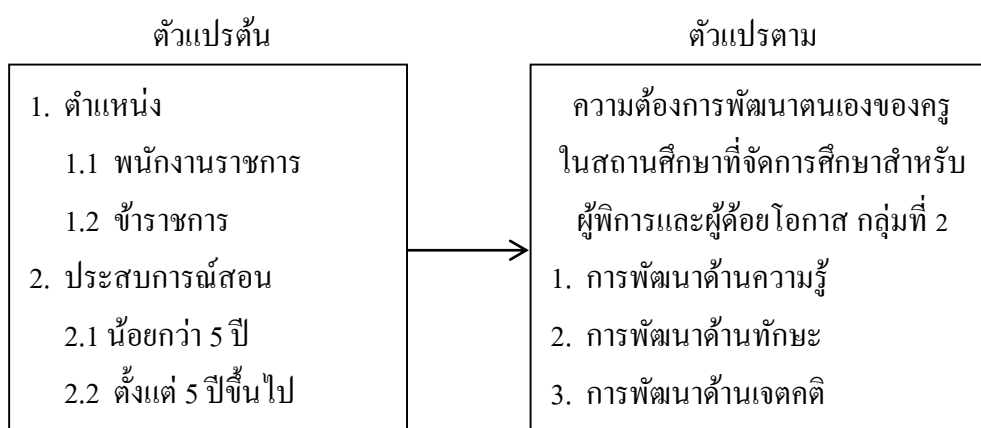 ตัวแปรต้น
1. ตำแหน่ง
1.1 พนักงานราชการ
1.2 ข้าราชการ
2. ประสบการณ์สอน
2.1 น้อยกว่า 5 ปี
2.2 ตั้งแต่ 5 ปีขึ้นไป
ตัวแปรตาม
ความต้องการพัฒนาตนเองของครู
ในสถานศึกษาที่จัดการศึกษาสำหรับ
ผู้พิการและผู้ด้อยโอกาส กลุ่มที่ 2
1. การพัฒนาด้านความรู้
2. การพัฒนาด้านทักษะ
3. การพัฒนาด้านเจตคติ